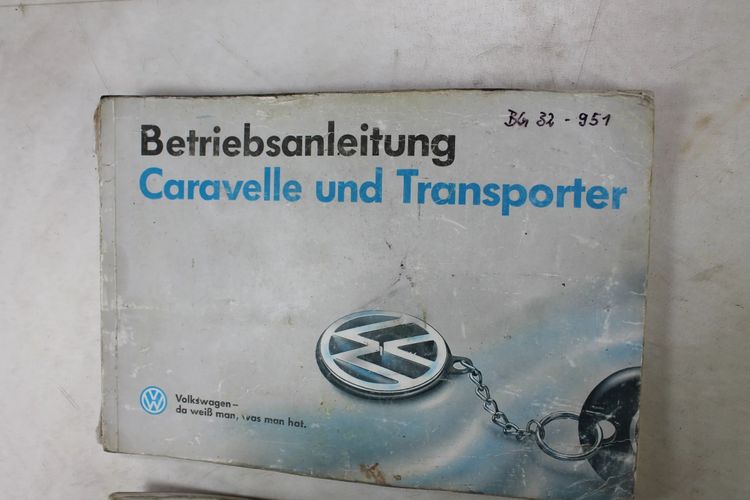 BG 32-951
Betriebsanleitung
Caravelle und Transporter
Volkswagen –
da weiß man, was man hat.